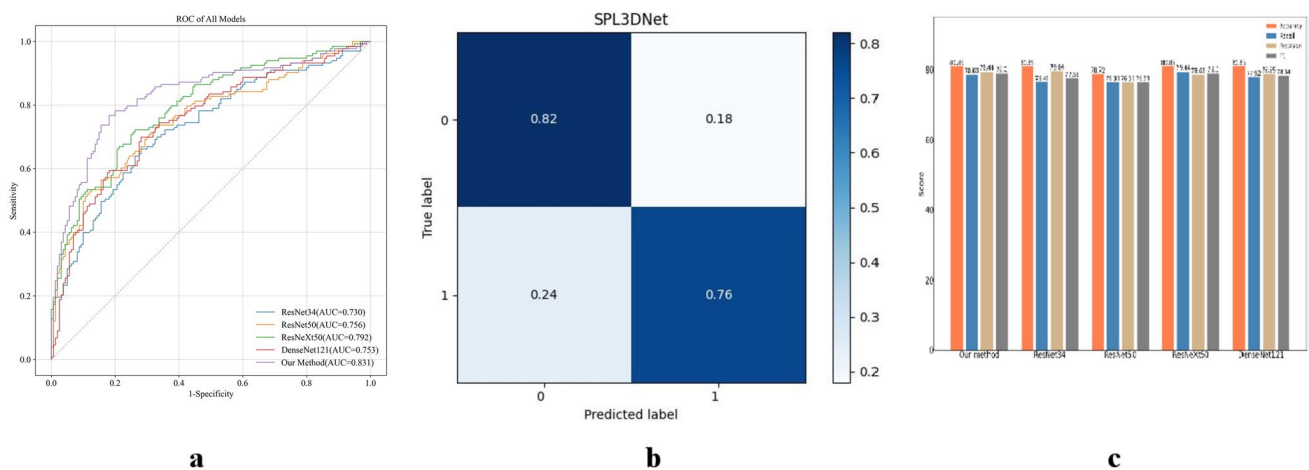 ROC of All Models
Sensitivity
1.0
0.8
0.6
0.4
0.2
0.0
ResNet34(AUC=0.730)
ResNet50(AUC=0.756)
ResNeXt50(AUC=0.792)
DenseNet121(AUC=0.753)
Our Method(AUC=0.831)
0.0 0.2 0.4 0.6 0.8 1.0
1-Specificity
a
SPL3DNet
True label
0
1
0.82 0.18
0.24 0.76
0 1
Predicted label
0.8
0.7
0.6
0.5
0.4
0.3
0.2
b
Accuracy
Recall
Precision
Score
80
60
40
20
0
Our method ResNet34 ResNet50 ResNeXt50 DenseNet121
c